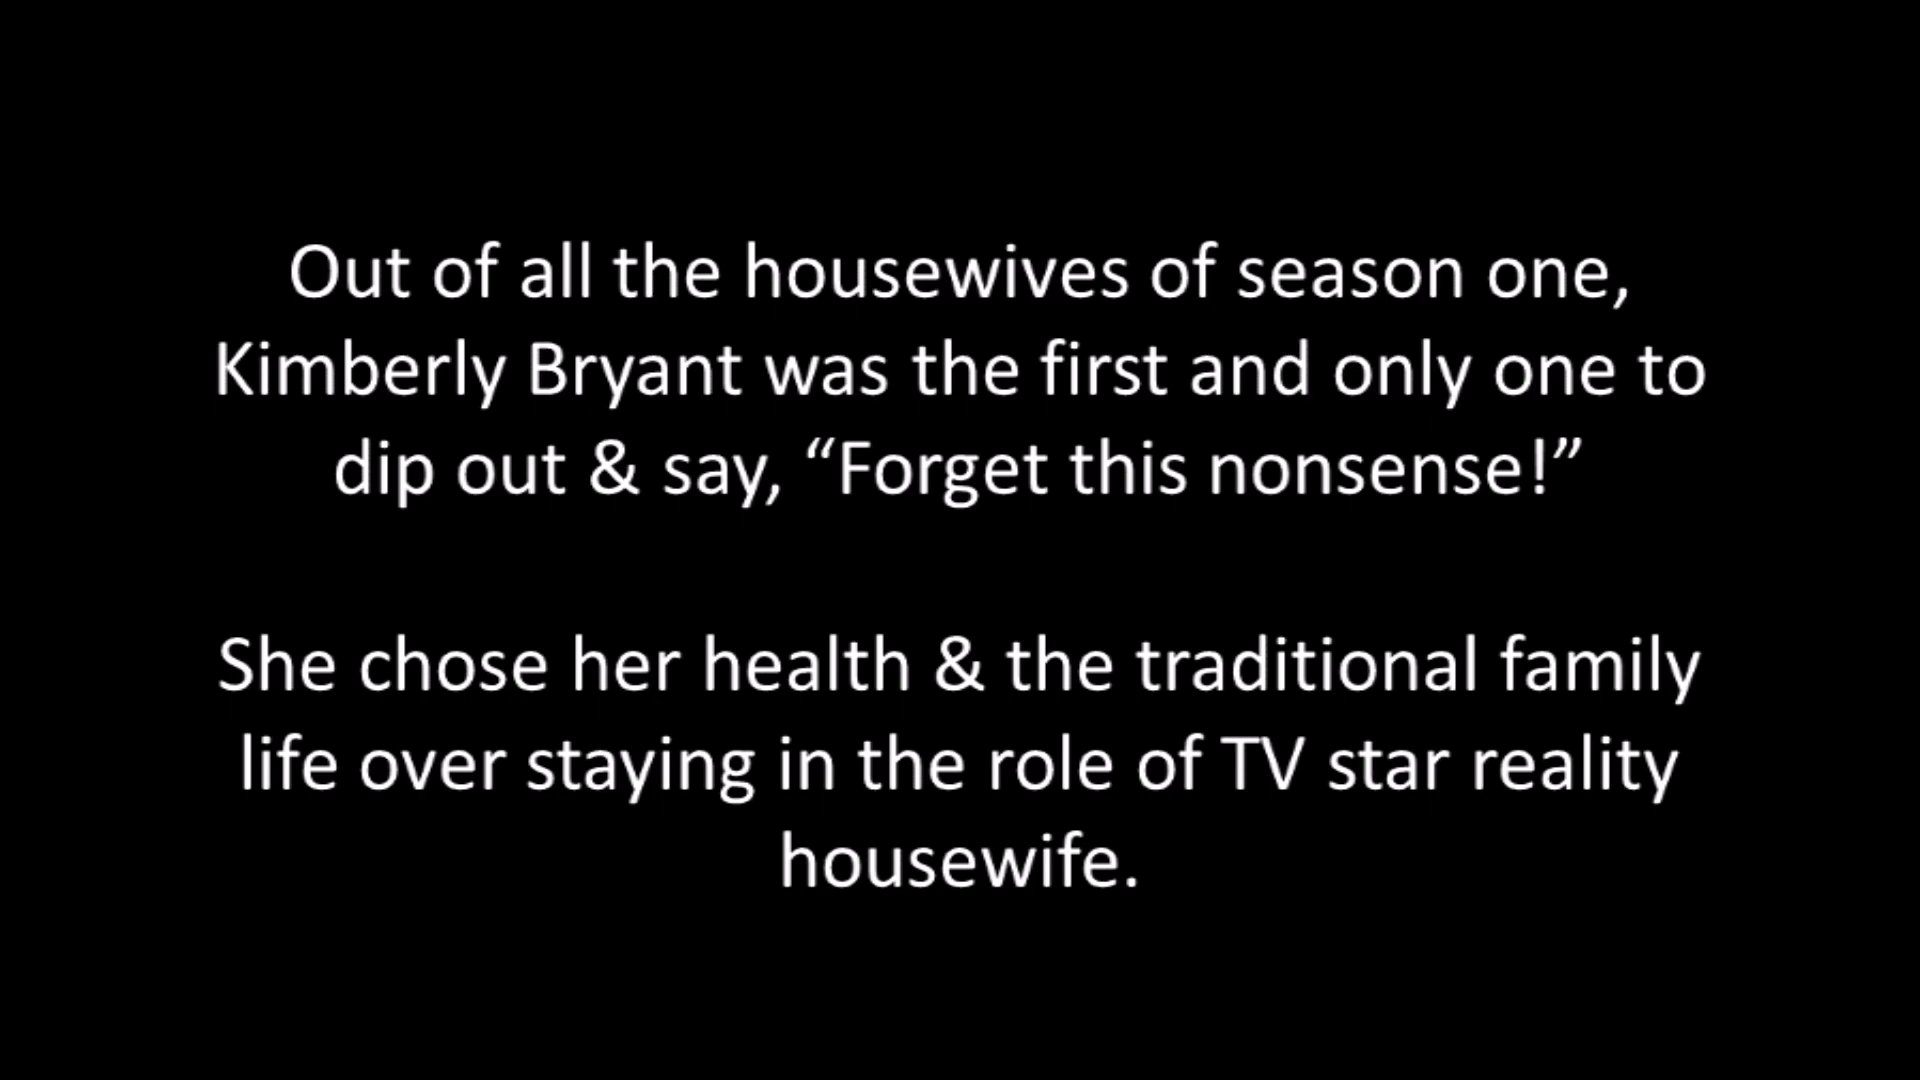 Out of all the housewives of season one,
Kimberly Bryant was the first and only one to
dip out & say, “Forget this nonsense!”
She chose her health & the traditional family
life over staying in the role of TV star reality
housewife.